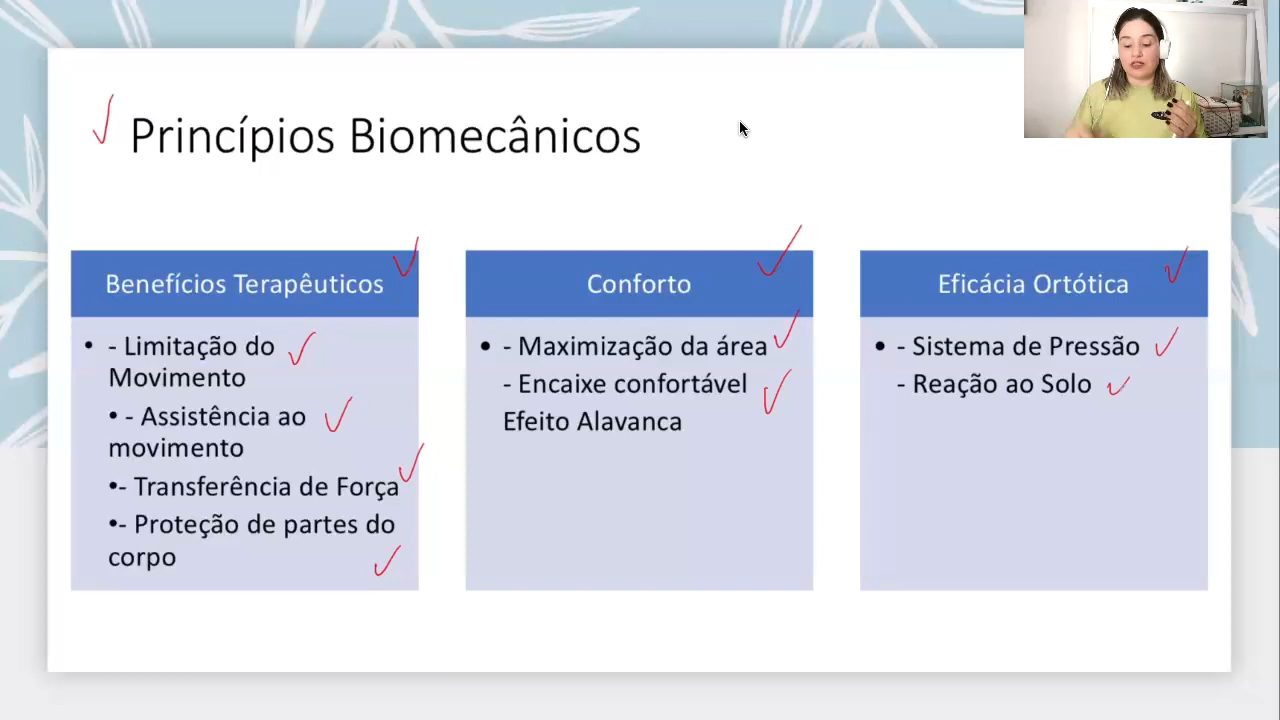 Princípios Biomecânicos
Benefícios Terapêuticos
• - Limitação do
Movimento
• - Assistência ao
movimento
•- Transferência de Força
•- Proteção de partes do
corpo
Conforto
• - Maximização da área
- Encaixe confortável
Efeito Alavanca
Eficácia Ortótica
• - Sistema de Pressão
- Reação ao Solo